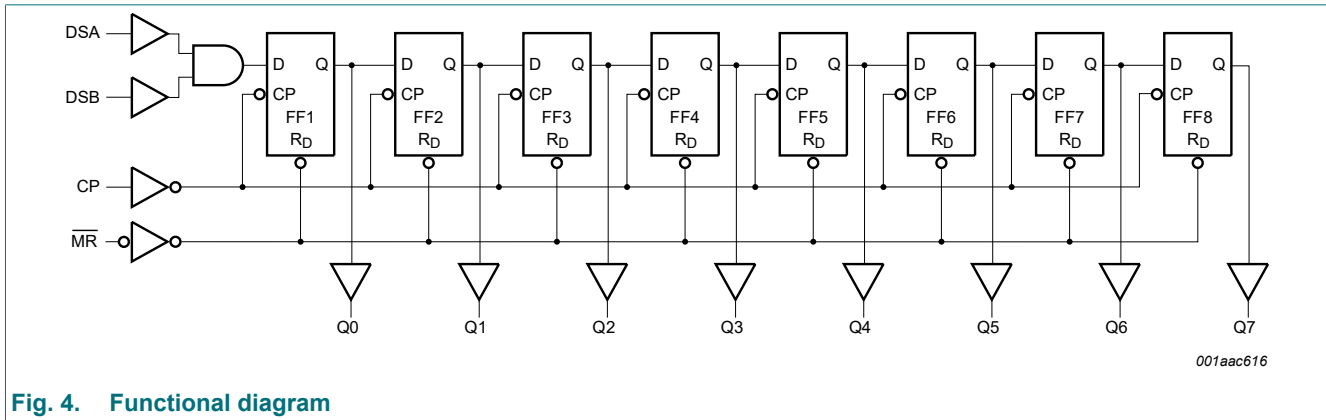 DSA
DSB
D Q D Q D Q D Q D Q D Q D Q D Q
CP CP CP CP CP CP CP CP
FF1 FF2 FF3 FF4 FF5 FF6 FF7 FF8
RD RD RD RD RD RD RD RD
CP
MR
Q0 Q1 Q2 Q3 Q4 Q5 Q6 Q7
001aac616
Fig. 4. Functional diagram